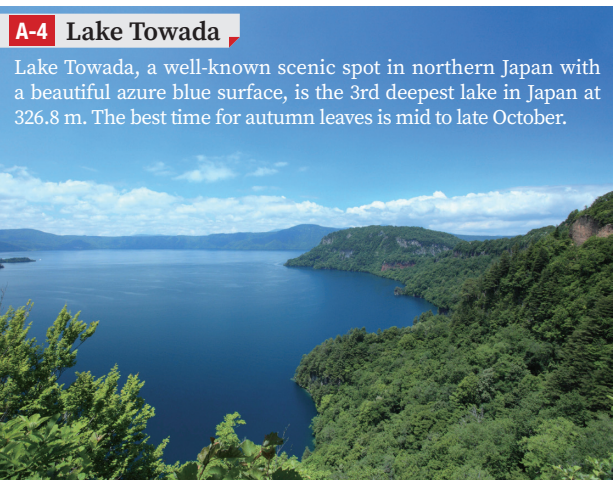 A-4 Lake Towada
Lake Towada, a well-known scenic spot in northern Japan with
a beautiful azure blue surface, is the 3rd deepest lake in Japan at
326.8 m. The best time for autumn leaves is mid to late October.